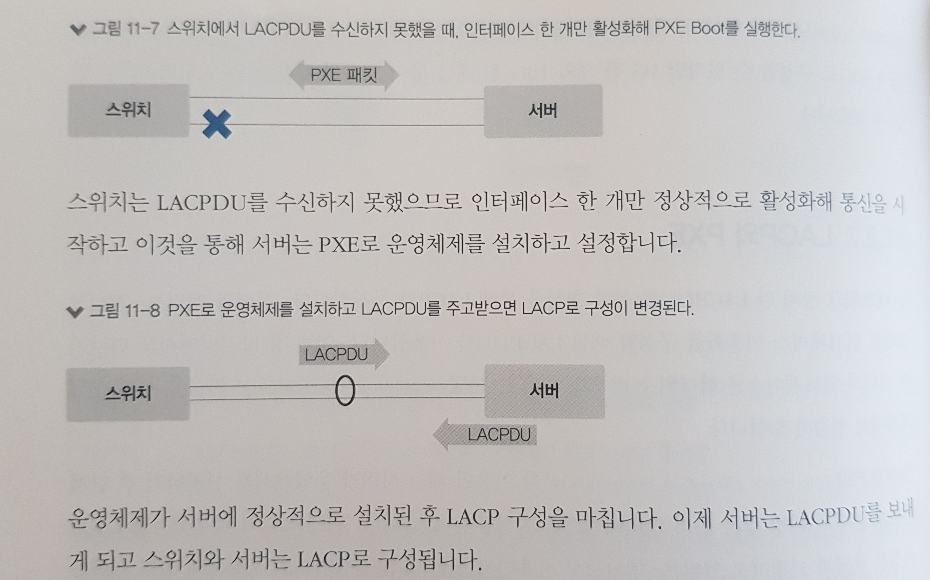 그림 11-7 스위치에서 LACPDU를 수신하지 못했을 때, 인터페이스 한 개만 활성화해 PXE Boot를 실행한다.
PXE 패킷
스위치
서버
스위치는 LACPDU를 수신하지 못했으므로 인터페이스 한 개만 정상적으로 활성화해 통신을 시
작하고 이것을 통해 서버는 PXE로 운영체제를 설치하고 설정합니다.
그림 11-8 PXE로 운영체제를 설치하고 LACPDU를 주고받으면 LACP로 구성이 변경된다.
LACPDU
스위치
서버
LACPDU
운영체제가 서버에 정상적으로 설치된 후 LACP 구성을 마칩니다. 이제 서버는 LACPDU를 보내
게 되고 스위치와 서버는 LACP로 구성됩니다.